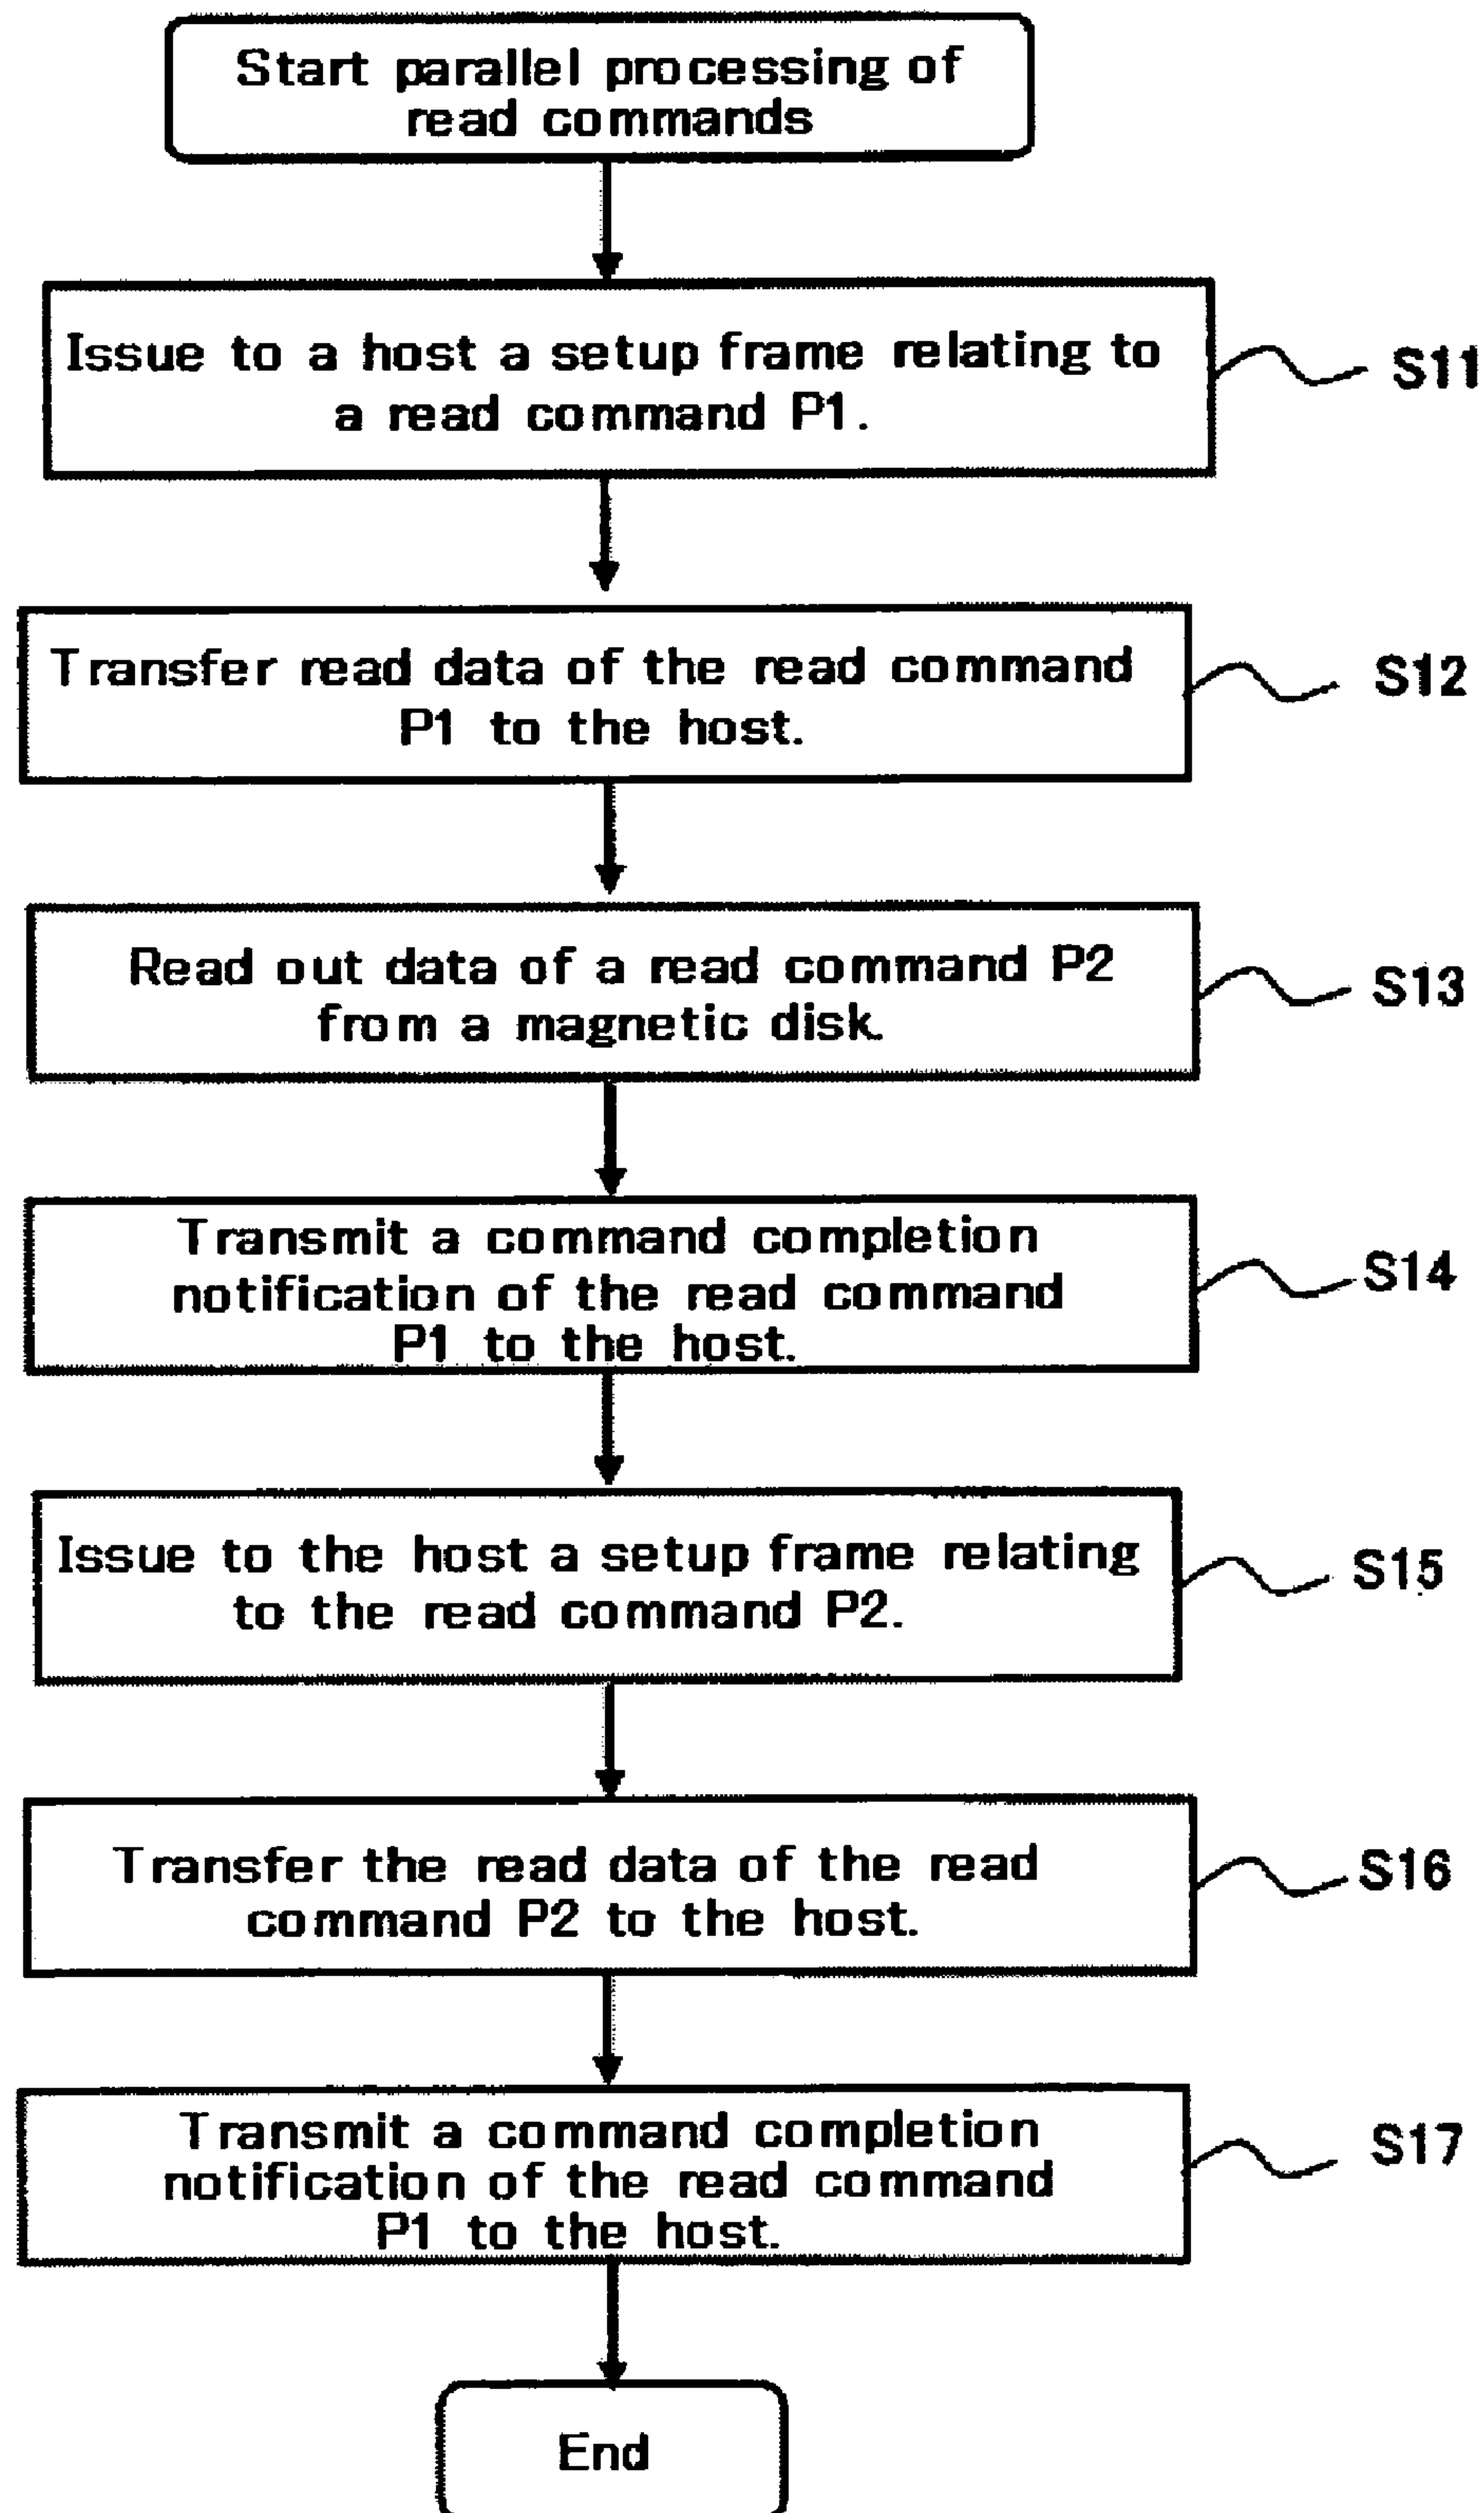 Start parallel processing of
read commands
Issue to a host a setup frame relating to
a read command P1.
S11
Transfer read data of the read command
P1 to the host.
S12
Read out data of a read command P2
from a magnetic disk.
S13
Transmit a command completion
notification of the read command
P1 to the host.
S14
Issue to the host a setup frame relating
to the read command P2.
S15
Transfer the read data of the read
command P2 to the host.
S16
Transmit a command completion
notification of the read command
P1 to the host.
S17
End